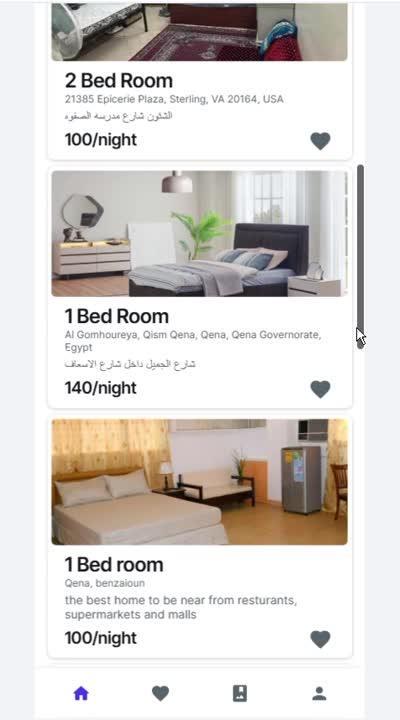 2 Bed Room
21385 Epicerie Plaza, Sterling, VA 20164, USA
الشئون شارع مدرسه الصفوه
100/night
1 Bed Room
Al Gomhoureya, Qism Qena, Qena, Qena Governorate,
Egypt
شارع الجميل داخل شارع الاسعاف
140/night
1 Bed room
Qena, benzaioun
the best home to be near from resturants,
supermarkets and malls
100/night